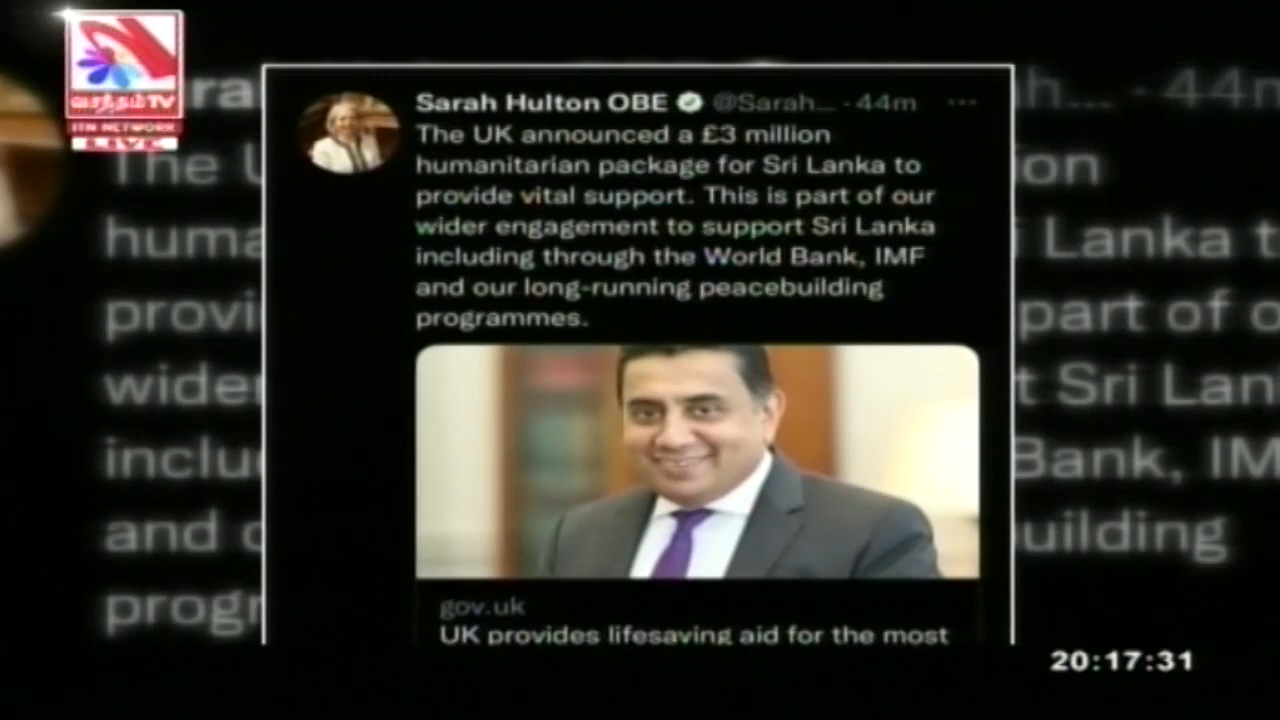 வசந்தம்TV
ITN NETWORK
LIVE
Sarah Hulton OBE @Sarah... · 44m ...
The UK announced a £3 million
humanitarian package for Sri Lanka to
provide vital support. This is part of our
wider engagement to support Sri Lanka
including through the World Bank, IMF
and our long-running peacebuilding
programmes.
gov.uk
UK provides lifesaving aid for the most
20:17:31